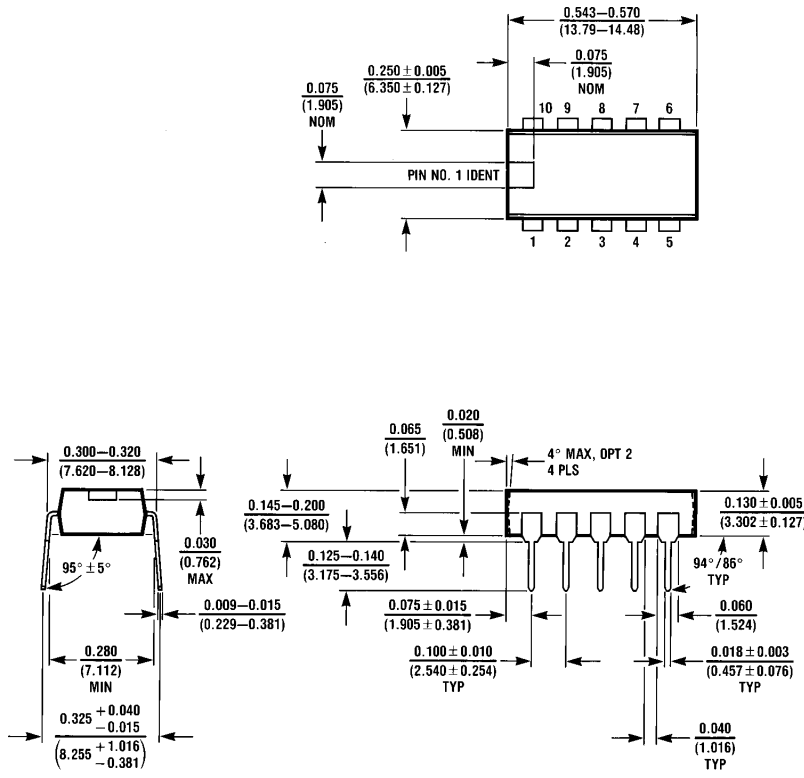 0.543–0.570
(13.79–14.48)
0.075
(1.905)
NOM
0.250 ± 0.005
(6.350 ± 0.127)
0.075
(1.905)
NOM
10 9 8 7 6
PIN NO. 1 IDENT
1 2 3 4 5
0.300–0.320
(7.620–8.128)
0.030
(0.762)
MAX
95° ± 5°
0.009–0.015
(0.229–0.381)
0.280
(7.112)
MIN
0.325 + 0.040
– 0.015
(8.255 + 1.016
– 0.381)
0.065
(1.651)
0.020
(0.508)
MIN
4° MAX, OPT 2
4 PLS
0.145–0.200
(3.683–5.080)
0.130 ± 0.005
(3.302 ± 0.127)
0.125–0.140
(3.175–3.556)
94°/86°
TYP
0.075 ± 0.015
(1.905 ± 0.381)
0.060
(1.524)
0.100 ± 0.010
(2.540 ± 0.254)
TYP
0.018 ± 0.003
(0.457 ± 0.076)
TYP
0.040
(1.016)
TYP